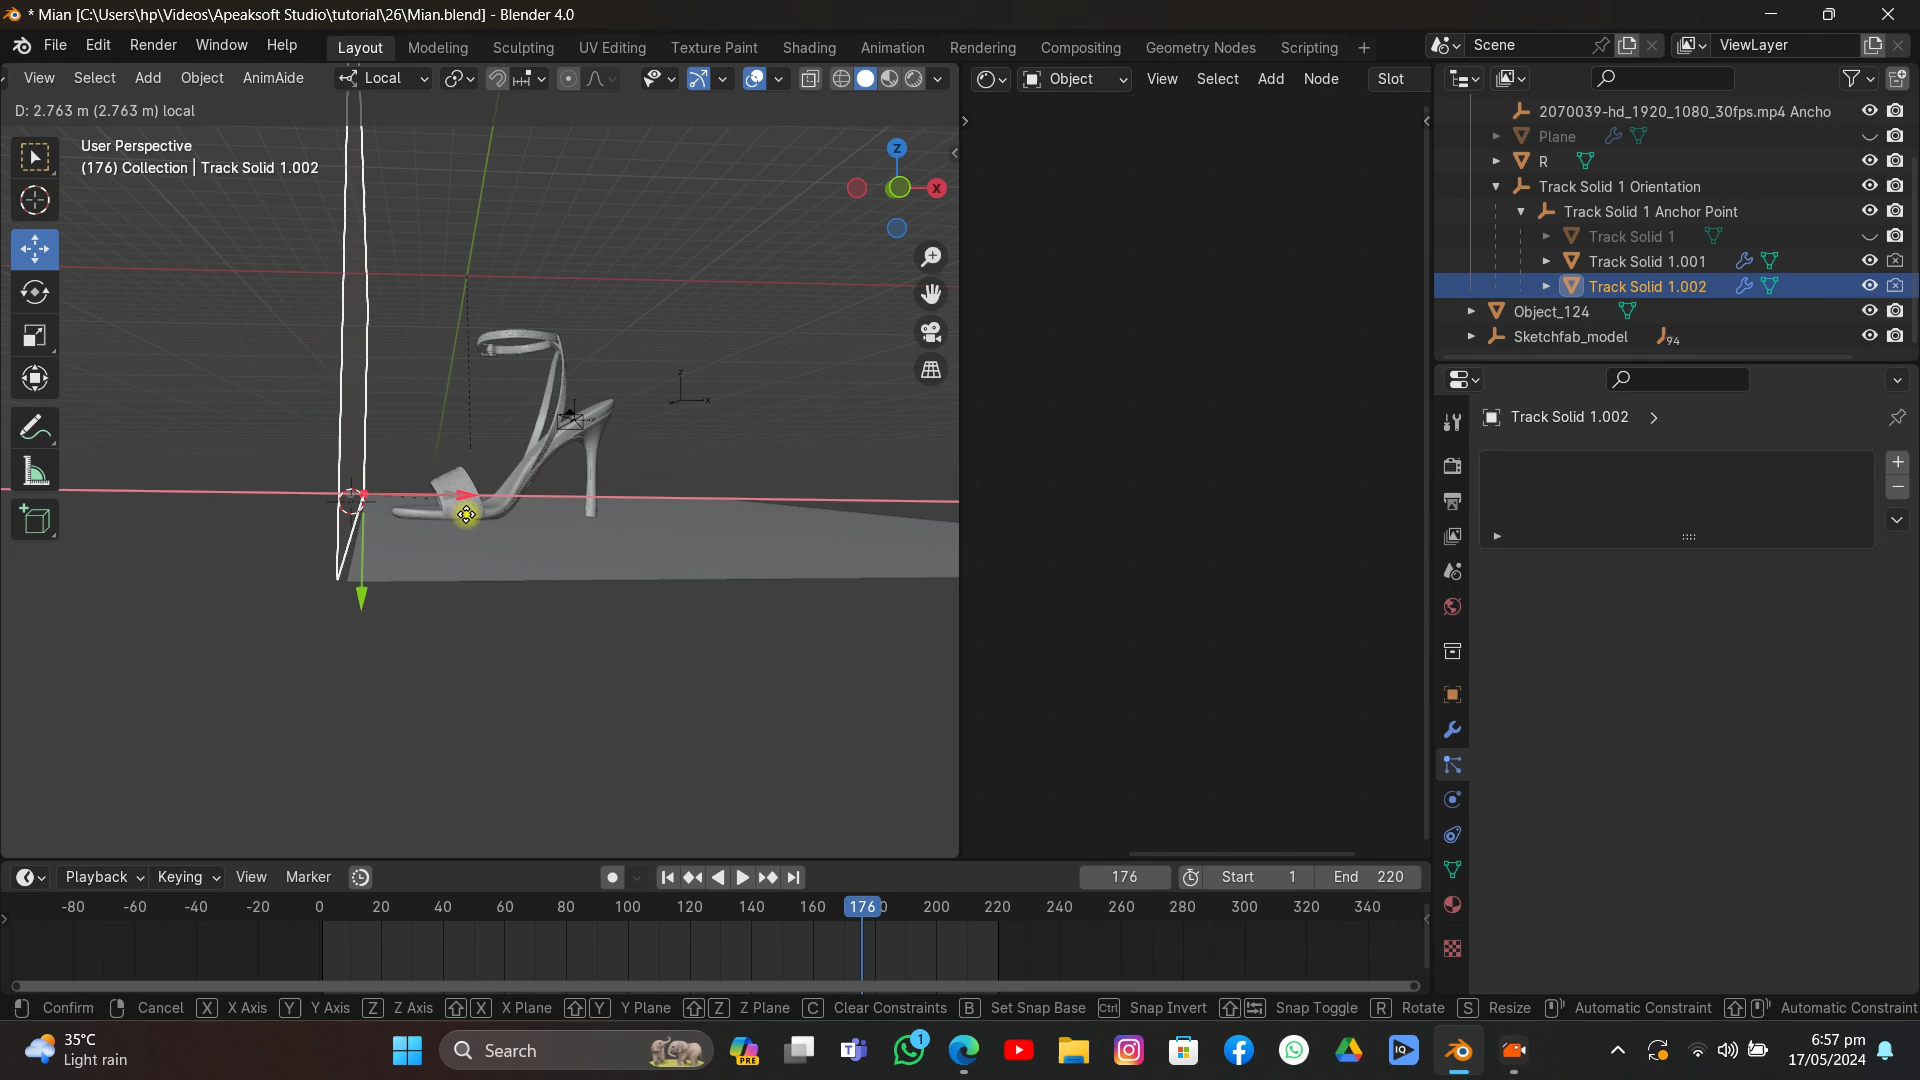 * Mian [C:\Users\hp\Videos\Apeaksoft Studio\tutorial\26\Mian.blend] - Blender 4.0
File Edit Render Window Help
Layout Modeling Sculpting UV Editing Texture Paint Shading Animation Rendering Compositing Geometry Nodes Scripting +
Scene
ViewLayer
View Select Add Object AnimAide
Local
Object
View Select Add Node
Slot
D: 2.763 m (2.763 m) local
User Perspective
(176) Collection | Track Solid 1.002
Z
X
2070039-hd_1920_1080_30fps.mp4 Ancho
Plane
R
Track Solid 1 Orientation
Track Solid 1 Anchor Point
Track Solid 1
Track Solid 1.001
Track Solid 1.002
Object_124
Sketchfab_model
94
Track Solid 1.002
Playback Keying View Marker
176
Start 1
End 220
-80 -60 -40 -20 0 20 40 60 80 100 120 140 160 176 200 220 240 260 280 300 320 340
Confirm Cancel X X Axis Y Y Axis Z Z Axis X X Plane Y Y Plane Z Z Plane C Clear Constraints B Set Snap Base Ctrl Snap Invert Snap Toggle R Rotate S Resize Automatic Constraint Automatic Constraint
35°C
Light rain
Search
PRE
1
IQ
6:57 pm
17/05/2024